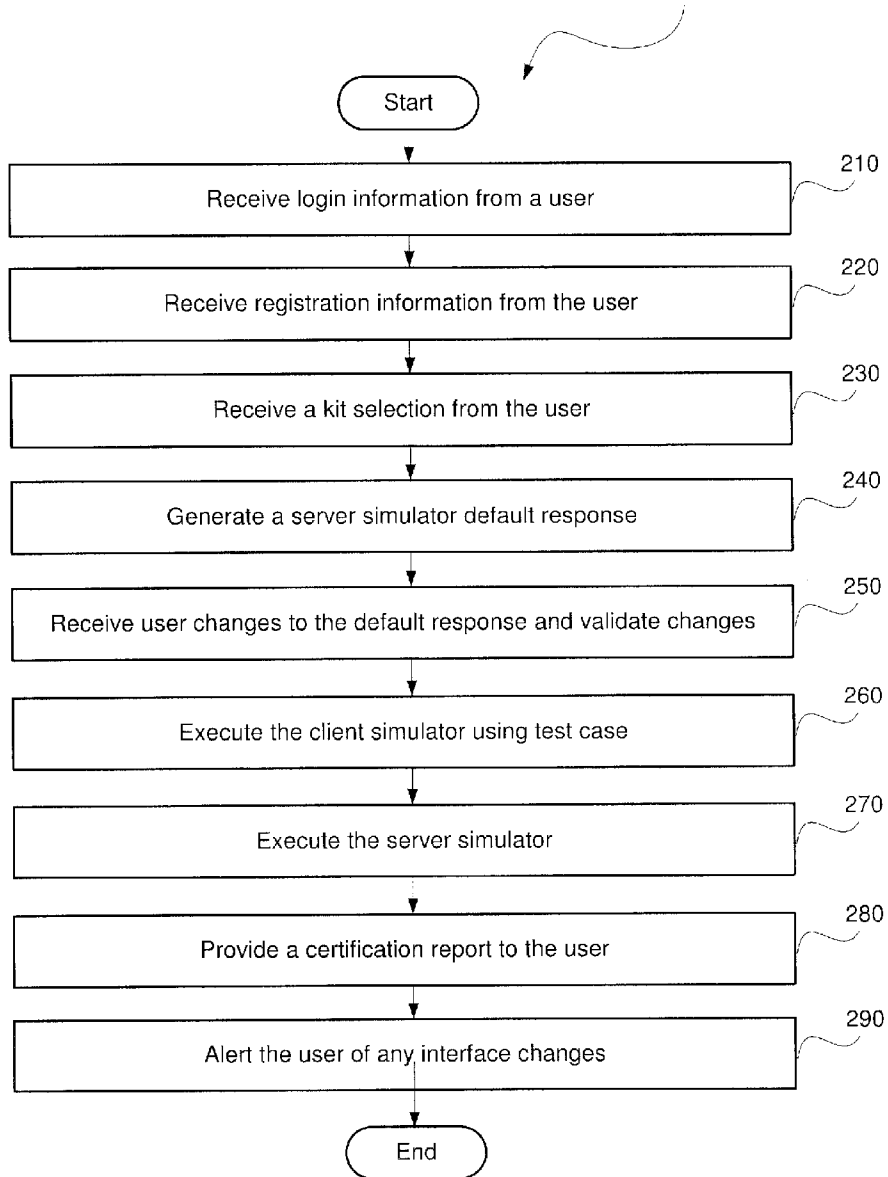 Start
210
Receive login information from a user
220
Receive registration information from the user
230
Receive a kit selection from the user
240
Generate a server simulator default response
250
Receive user changes to the default response and validate changes
260
Execute the client simulator using test case
270
Execute the server simulator
280
Provide a certification report to the user
290
Alert the user of any interface changes
End